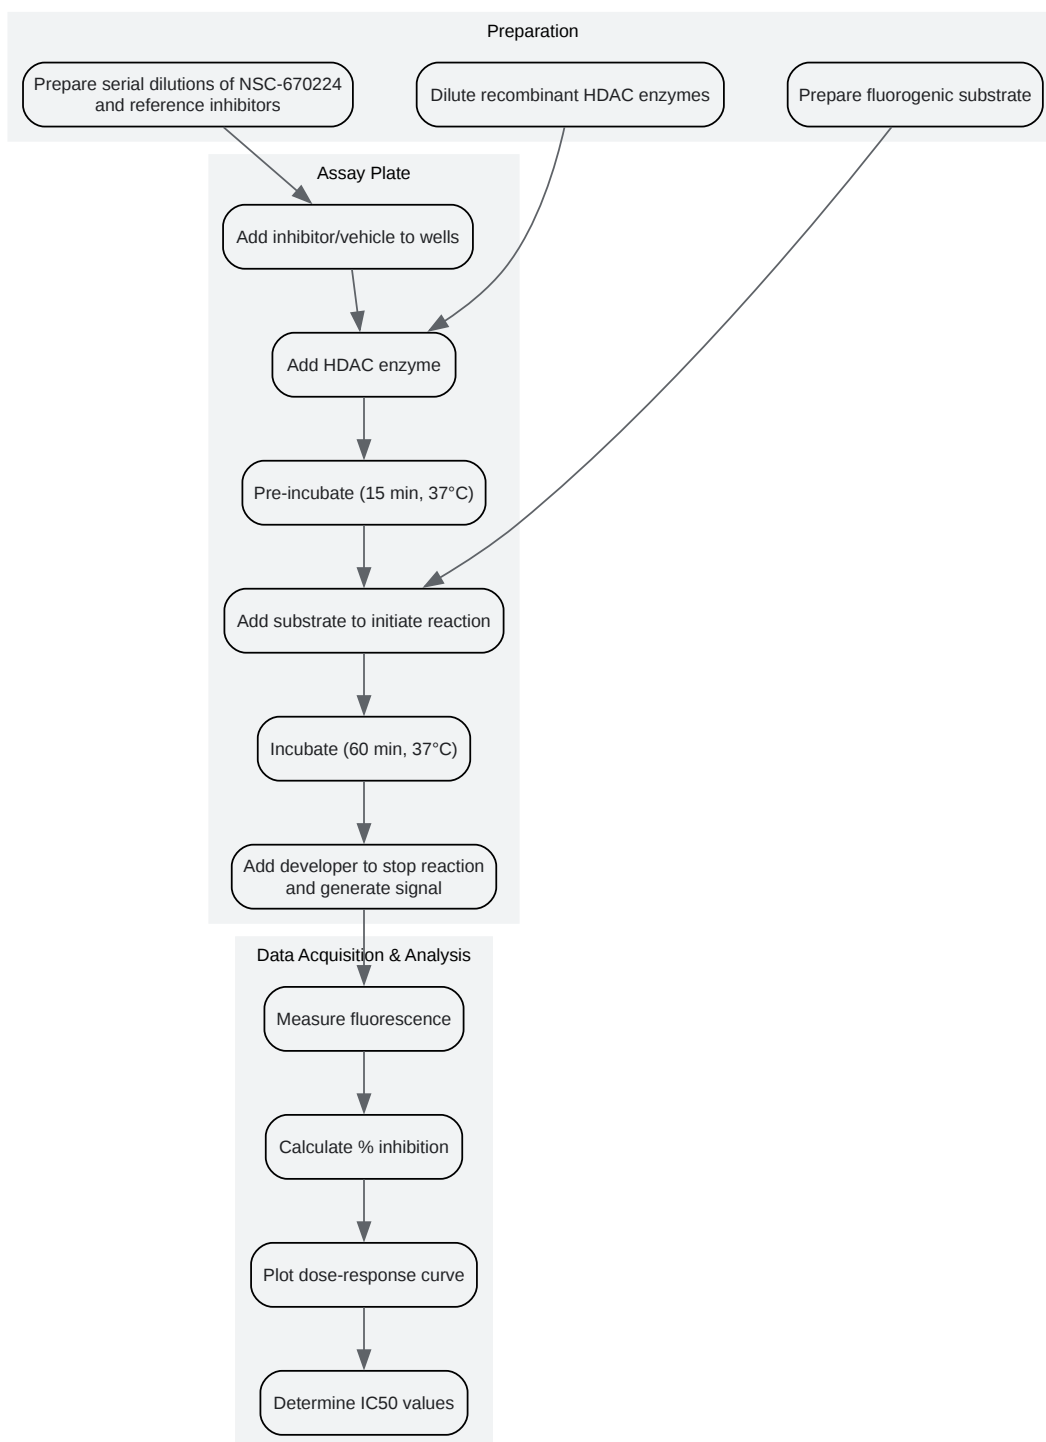 Preparation
Prepare serial dilutions of NSC-670224
and reference inhibitors
Dilute recombinant HDAC enzymes
Prepare fluorogenic substrate
Assay Plate
Add inhibitor/vehicle to wells
Add HDAC enzyme
Pre-incubate (15 min, 37°C)
Add substrate to initiate reaction
Incubate (60 min, 37°C)
Add developer to stop reaction
and generate signal
Data Acquisition & Analysis
Measure fluorescence
Calculate % inhibition
Plot dose-response curve
Determine IC50 values